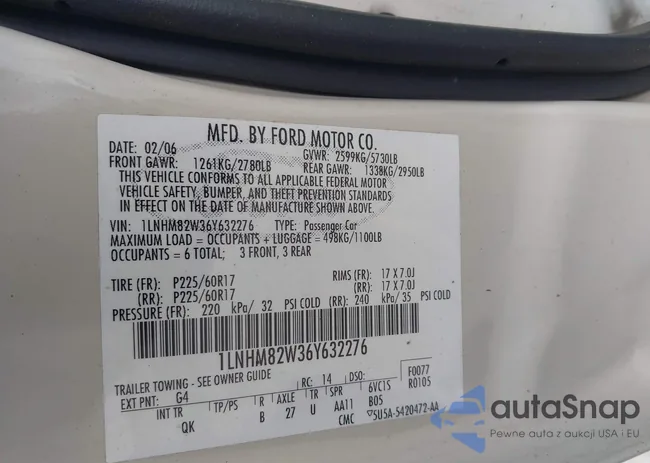 MFD. BY FORD MOTOR CO.
DATE: 02/06 GVWR: 2599KG/5730LB
FRONT GAWR: 1261KG/2780LB REAR GAWR: 1338KG/2950LB
THIS VEHICLE CONFORMS TO ALL APPLICABLE FEDERAL MOTOR
VEHICLE SAFETY, BUMPER, AND THEFT PREVENTION STANDARDS
IN EFFECT ON THE DATE OF MANUFACTURE SHOWN ABOVE.
VIN: 1LNHM82W36Y632276 TYPE: Passenger Car
MAXIMUM LOAD = OCCUPANTS + LUGGAGE = 498KG/1100LB
OCCUPANTS = 6 TOTAL; 3 FRONT, 3 REAR
TIRE (FR): P225/60R17 RIMS (FR): 17 X 7.0J
(RR): P225/60R17 (RR): 17 X 7.0J
PRESSURE (FR): 220 kPa/ 32 PSI COLD (RR): 240 kPa/ 35 PSI COLD
1LNHM82W36Y632276
TRAILER TOWING - SEE OWNER GUIDE
EXT PNT: G4 RC: 14 DSO: F0077
R0105
INT TR TP/PS R AXLE TR SPR 6VC1S
QK B 27 U AA11 B05
CMC 5U5A-5420472-AA
autoSnap
Pewne auta z aukcji USA i EU